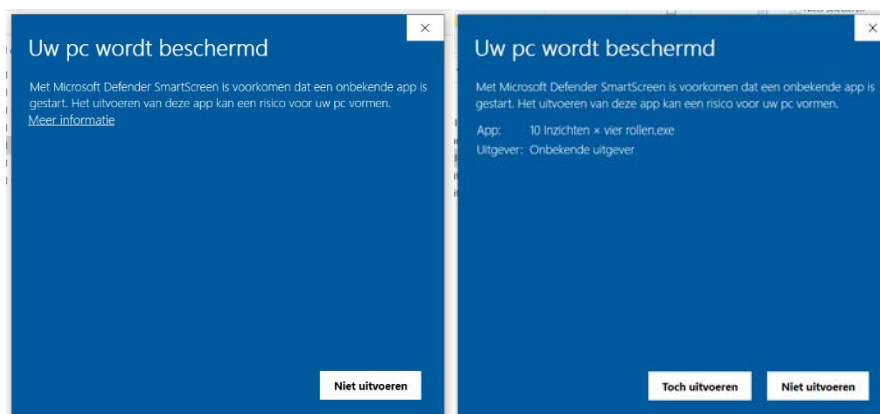 Uw pc wordt beschermd
Met Microsoft Defender SmartScreen is voorkomen dat een onbekende app is
gestart. Het uitvoeren van deze app kan een risico voor uw pc vormen.
Meer informatie
Niet uitvoeren
Uw pc wordt beschermd
Met Microsoft Defender SmartScreen is voorkomen dat een onbekende app is
gestart. Het uitvoeren van deze app kan een risico voor uw pc vormen.
App: 10 Inzichten × vier rollen.exe
Uitgever: Onbekende uitgever
Toch uitvoeren Niet uitvoeren